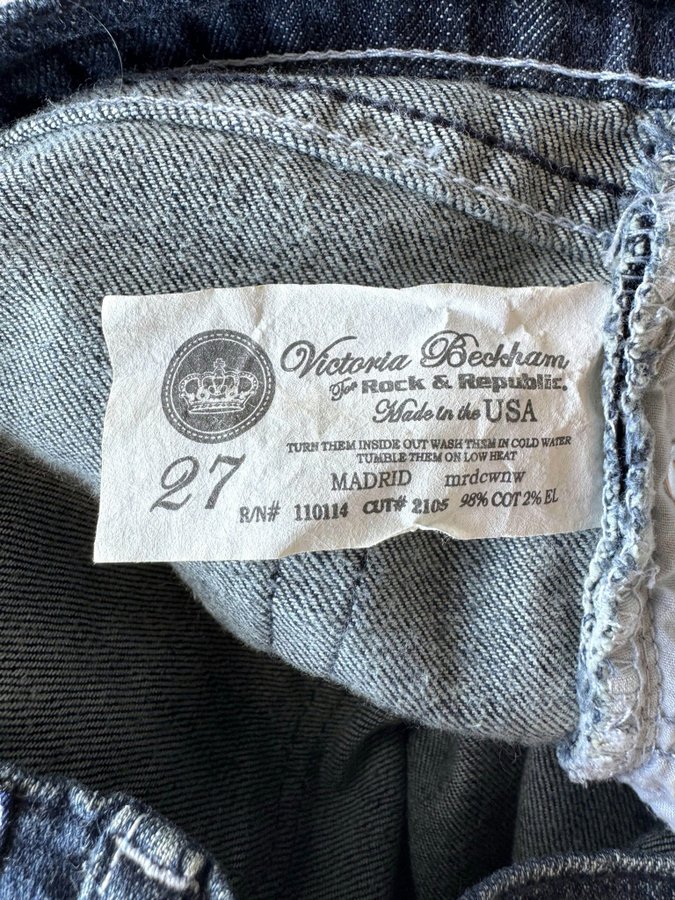 Victoria Beckham
For Rock & Republic.
Made in the USA
TURN THEM INSIDE OUT WASH THEM IN COLD WATER
TUMBLE THEM ON LOW HEAT
27
MADRID mrdcwnw
R/N# 110114 CUT# 2105 98% COT 2% EL